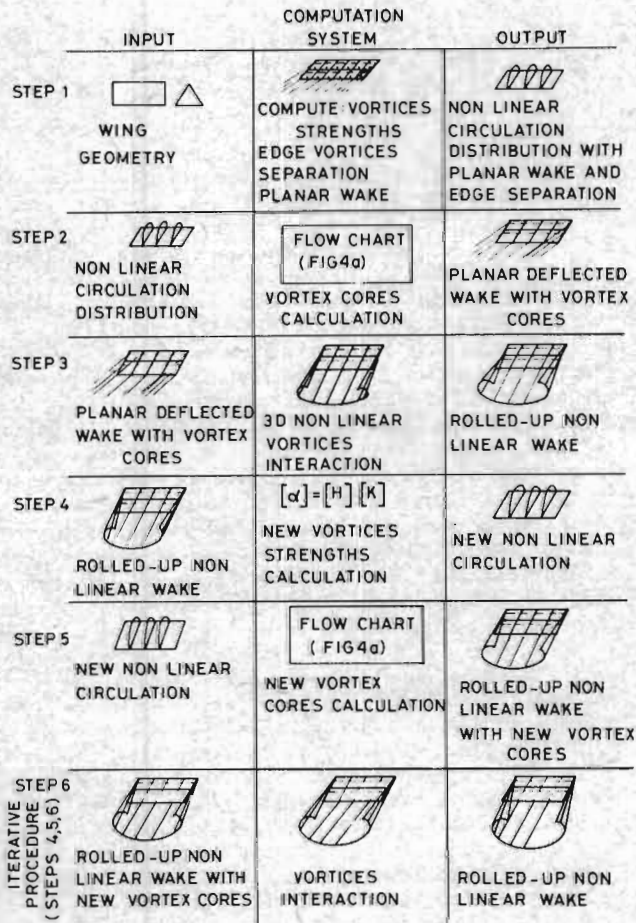 COMPUTATION
INPUT SYSTEM OUTPUT
STEP 1
WING
GEOMETRY
COMPUTE VORTICES
STRENGTHS
EDGE VORTICES
SEPARATION
PLANAR WAKE
NON LINEAR
CIRCULATION
DISTRIBUTION WITH
PLANAR WAKE AND
EDGE SEPARATION
STEP 2
NON LINEAR
CIRCULATION
DISTRIBUTION
FLOW CHART
(FIG4a)
VORTEX CORES
CALCULATION
PLANAR DEFLECTED
WAKE WITH VORTEX
CORES
STEP 3
PLANAR DEFLECTED
WAKE WITH VORTEX
CORES
3D NON LINEAR
VORTICES
INTERACTION
ROLLED-UP NON
LINEAR WAKE
STEP 4
ROLLED-UP NON
LINEAR WAKE
[α]=[H] [K]
NEW VORTICES
STRENGTHS
CALCULATION
NEW NON LINEAR
CIRCULATION
STEP 5
NEW NON LINEAR
CIRCULATION
FLOW CHART
(FIG4a)
NEW VORTEX
CORES CALCULATION
ROLLED-UP NON
LINEAR WAKE
WITH NEW VORTEX
CORES
STEP 6
ITERATIVE
PROCEDURE
(STEPS 4,5,6)
ROLLED-UP NON
LINEAR WAKE WITH
NEW VORTEX CORES
VORTICES
INTERACTION
ROLLED-UP NON
LINEAR WAKE